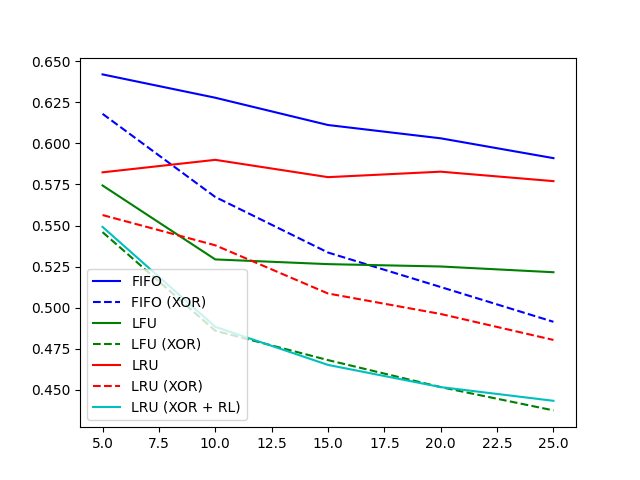 0.650
0.625
0.600
0.575
0.550
0.525
0.500
0.475
0.450
FIFO
FIFO (XOR)
LFU
LFU (XOR)
LRU
LRU (XOR)
LRU (XOR + RL)
5.0 7.5 10.0 12.5 15.0 17.5 20.0 22.5 25.0